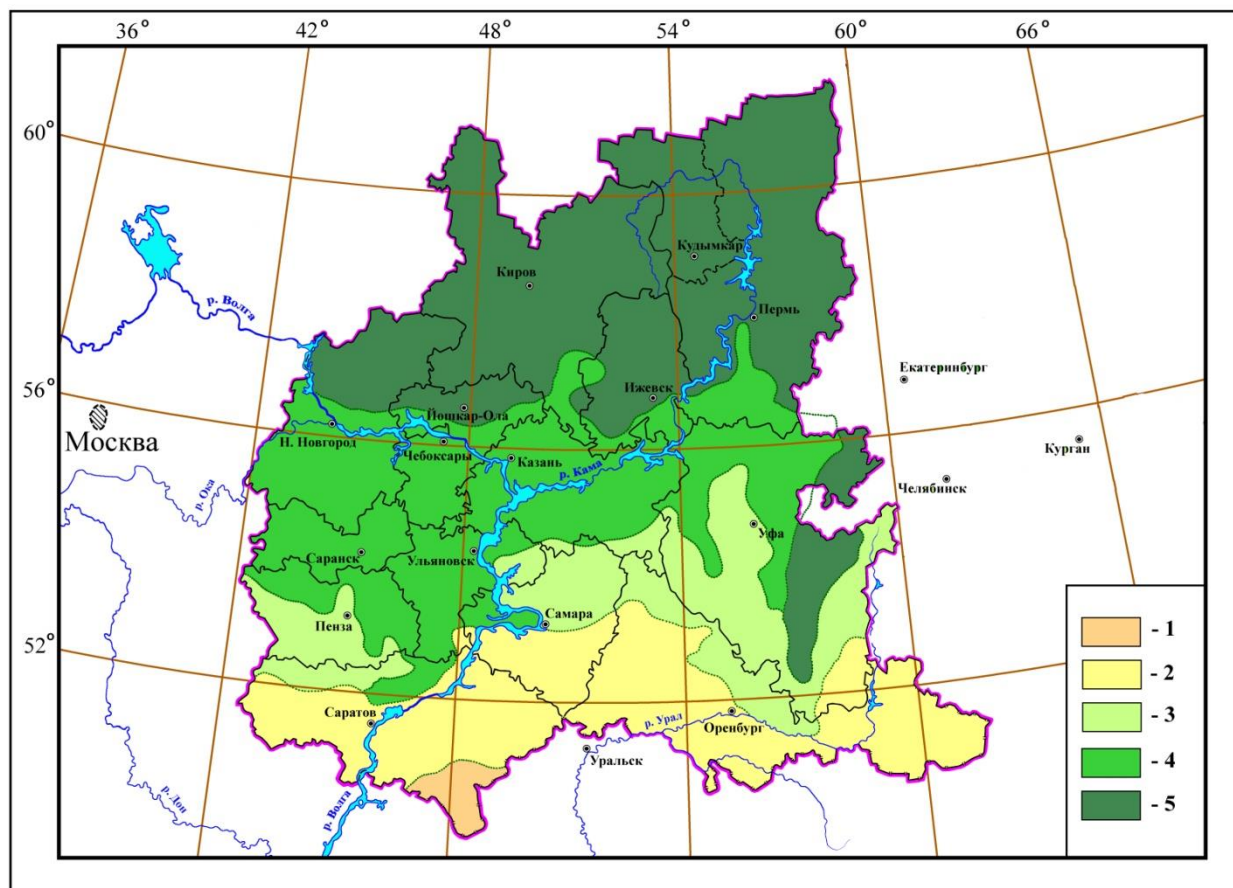 36° 42° 48° 54° 60° 66°
60°
Кудымкар
Киров
р. Волга
Пермь
56°
Екатеринбург
Ижевск
Йошкар-Ола
Москва
Н. Новгород
Чебоксары
Казань
р. Кама
Курган
Челябинск
р. Ока
Уфа
Саранск
Ульяновск
Пенза
Самара
52°
Саратов
р. Урал
Оренбург
Уральск
р. Дон
р. Волга
- 1
- 2
- 3
- 4
- 5